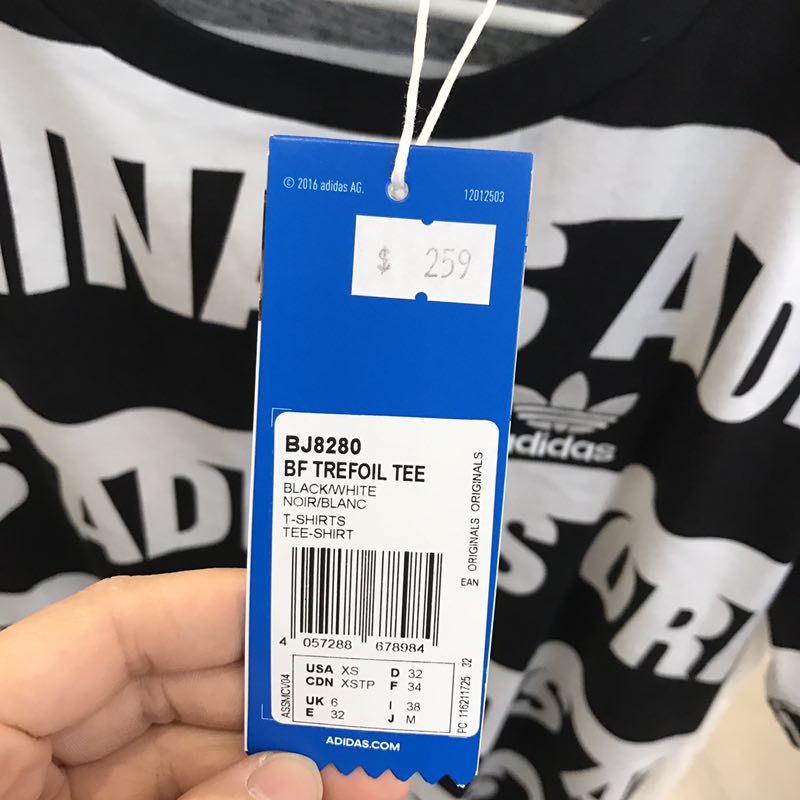 © 2016 adidas AG.
12012503
$ 259
BJ8280
BF TREFOIL TEE
BLACK/WHITE
NOIR/BLANC
T-SHIRTS
TEE-SHIRT
ORIGINALS ORIGINALS
EAN
4 057288 678984
ASSMCV04
USA XS D 32
CDN XSTP F 34
UK 6 I 38
E 32 J M
PC 116211725 32
ADIDAS.COM
adidas